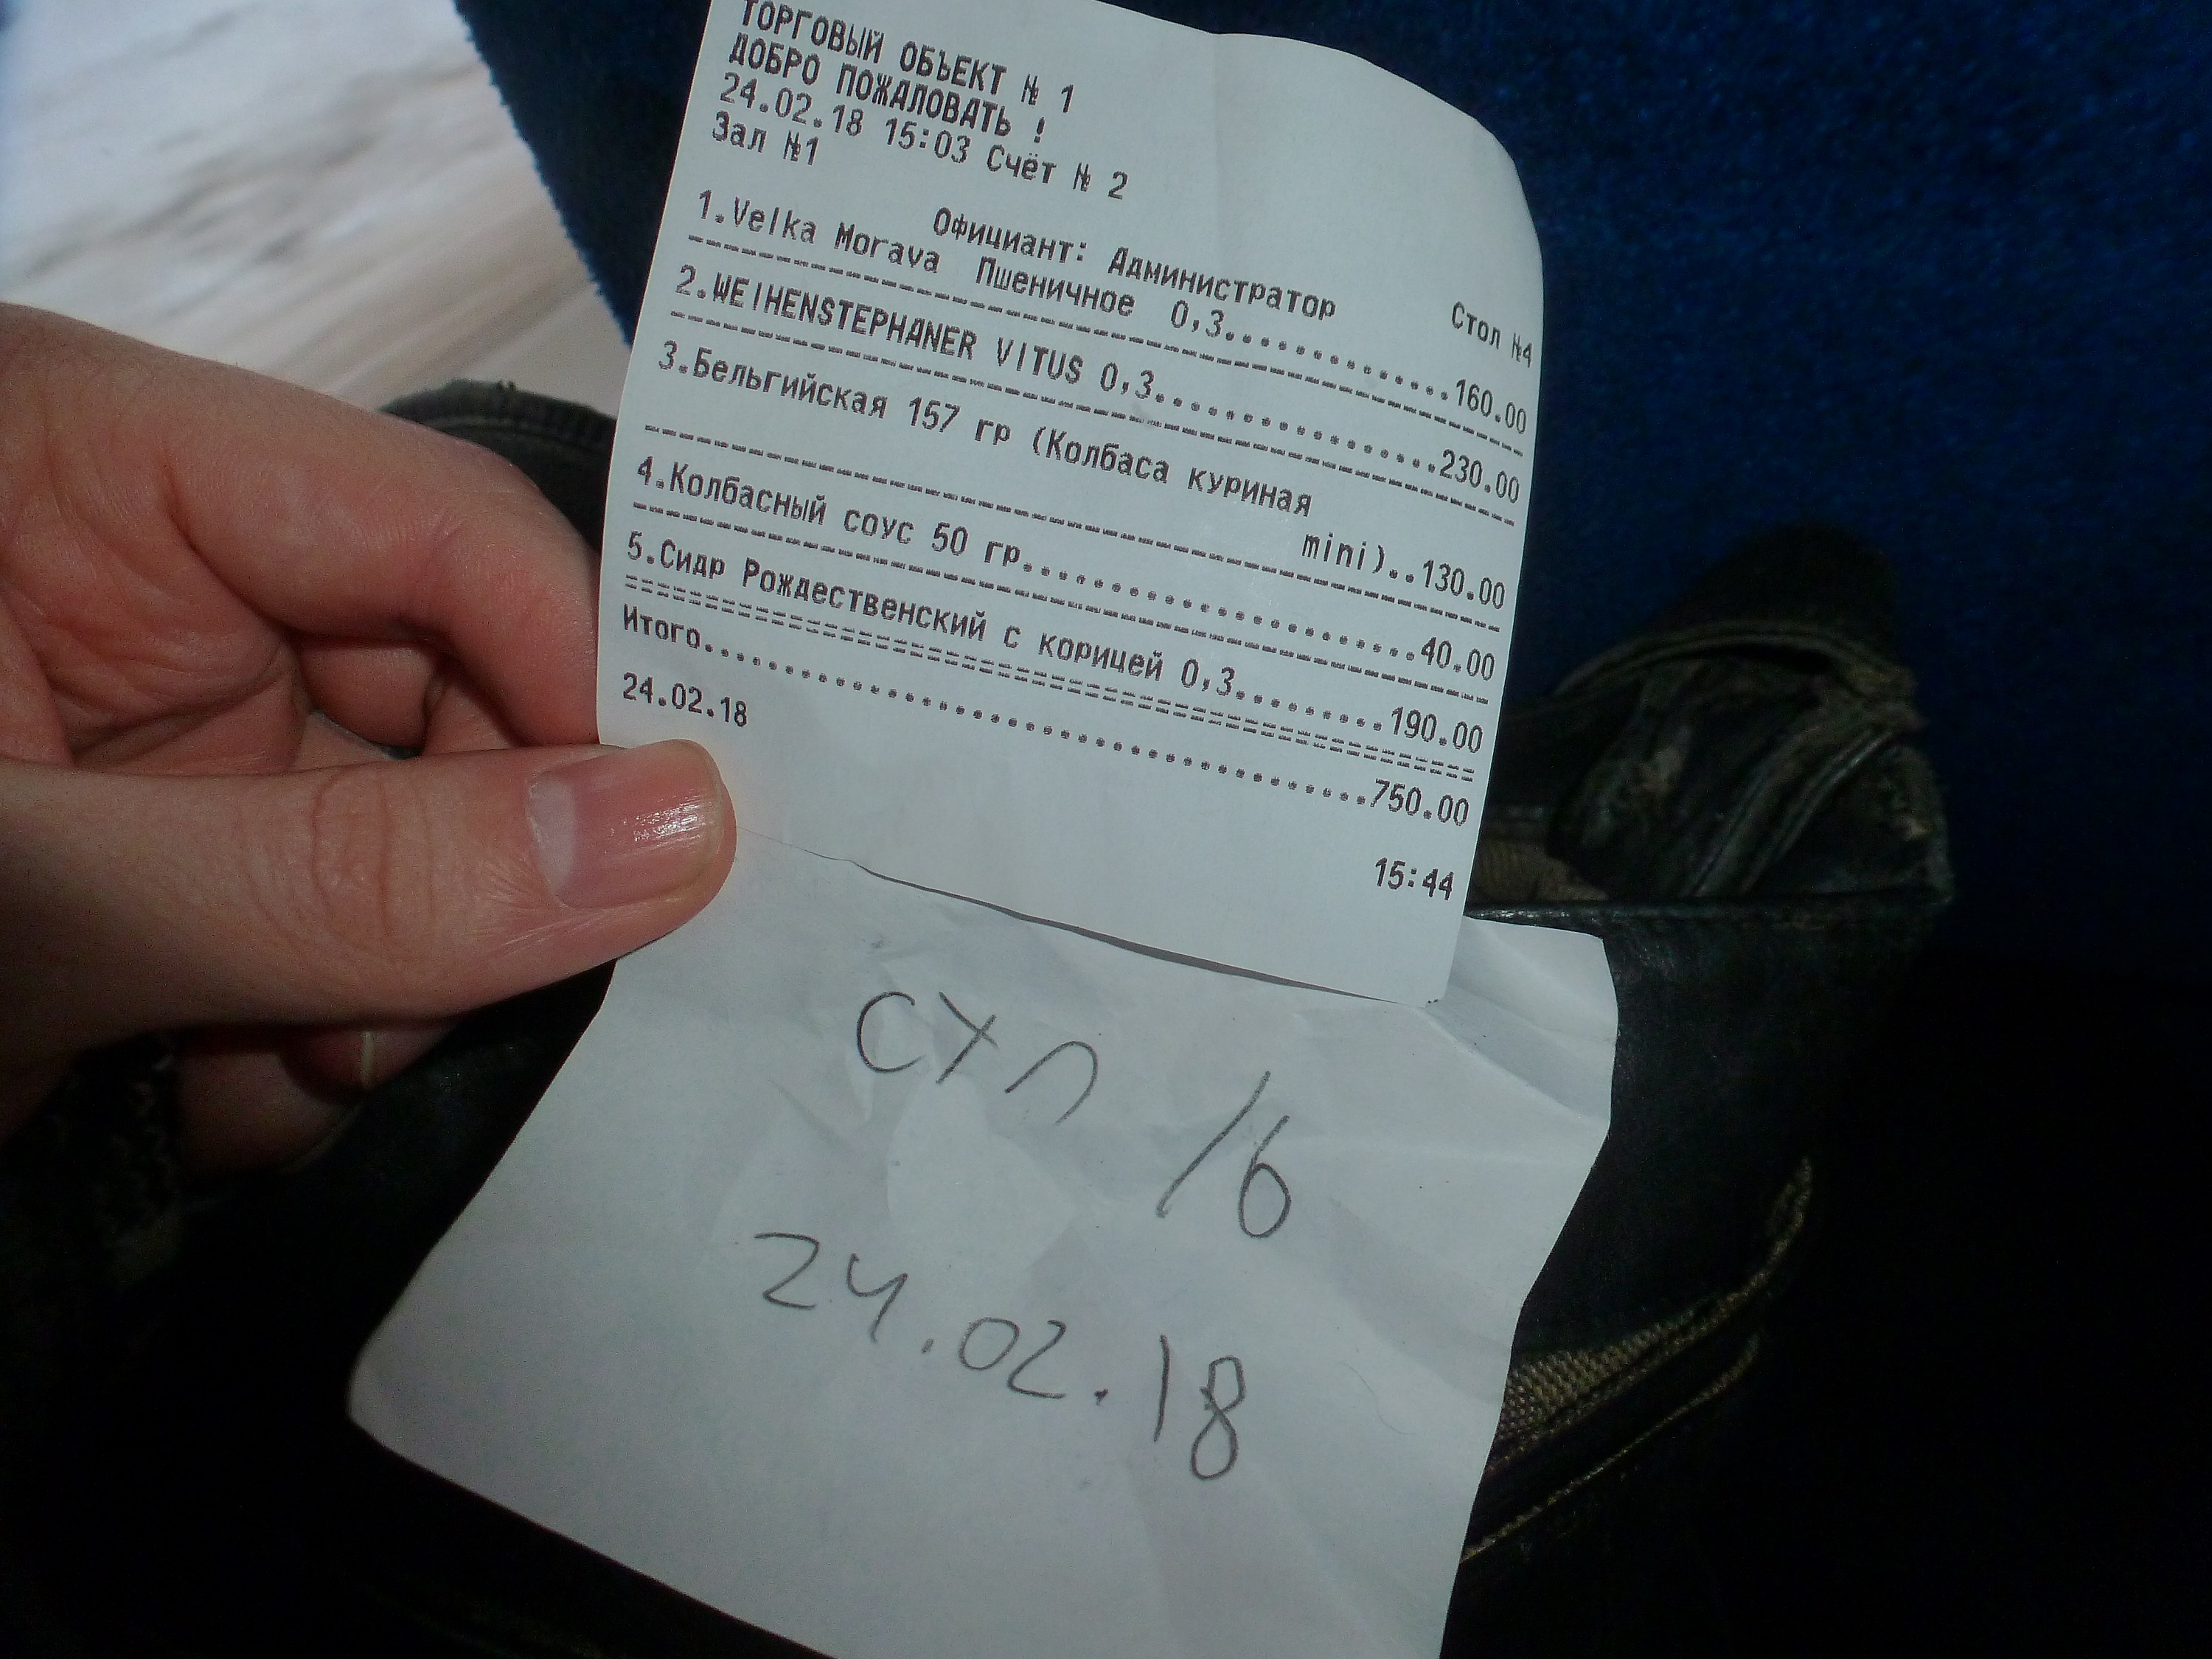 ТОРГОВЫЙ ОБЪЕКТ № 1
ДОБРО ПОЖАЛОВАТЬ !
24.02.18 15:03 Счёт № 2
Зал №1 Официант: Администратор Стол №4
1.Velka Morava Пшеничное 0,3..............160.00
2.WEIHENSTEPHANER VITUS 0,3................230.00
3.Бельгийская 157 гр (Колбаса куриная
mini)..130.00
4.Колбасный соус 50 гр......................40.00
5.Сидр Рождественский с корицей 0,3.........190.00
Итого......................................750.00
24.02.18 15:44
СУЛ 16
24.02.18